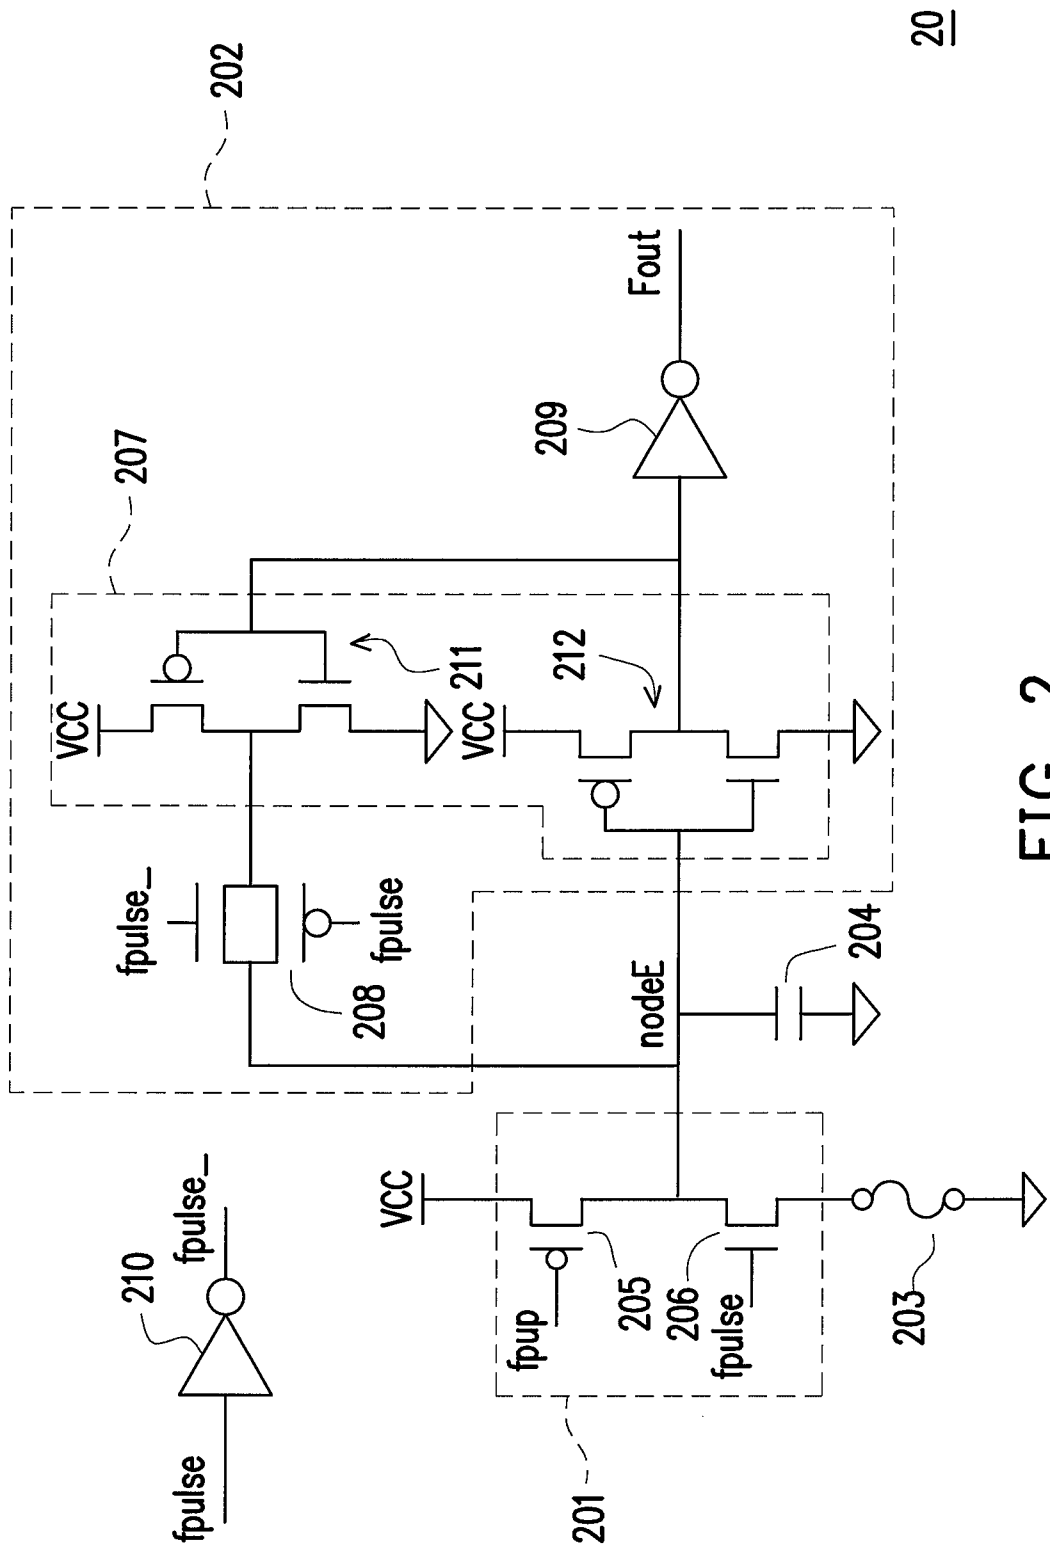 20
202
Fout
209
207
VCC
211
VCC
212
fpulse_
fpulse
208
nodeE
204
fpulse_
210
fpulse
VCC
fpup
205
206
fpulse
203
201
FIG. 2